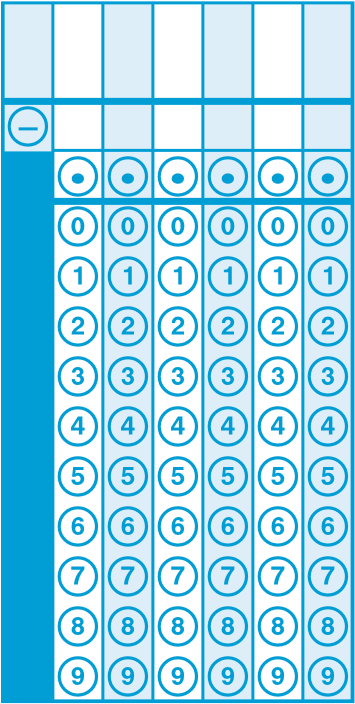 −
• • • • • •
0 0 0 0 0 0
1 1 1 1 1 1
2 2 2 2 2 2
3 3 3 3 3 3
4 4 4 4 4 4
5 5 5 5 5 5
6 6 6 6 6 6
7 7 7 7 7 7
8 8 8 8 8 8
9 9 9 9 9 9